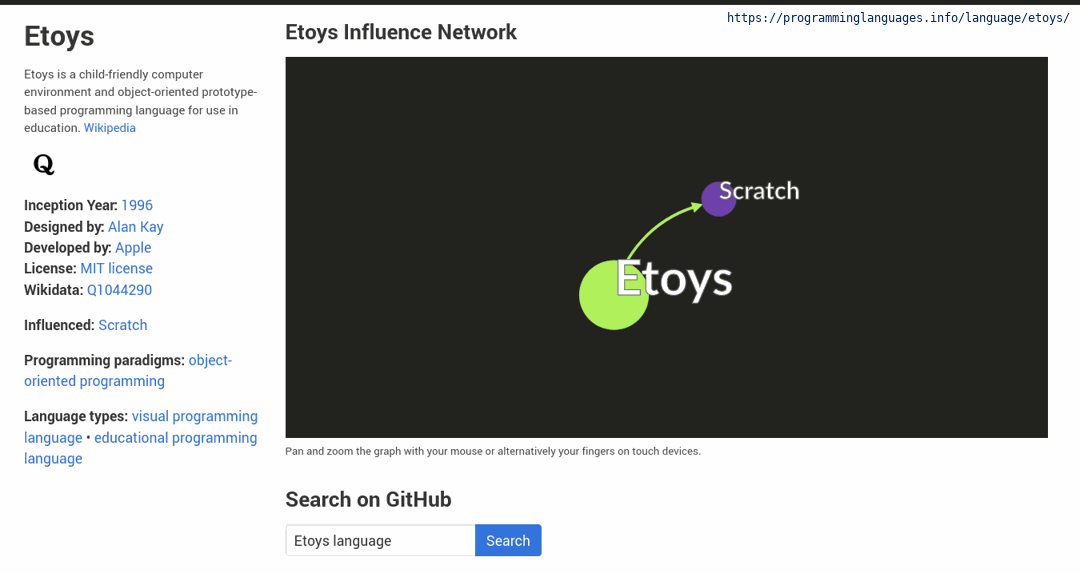 https://programminglanguages.info/language/etoys/
Etoys
Etoys is a child-friendly computer
environment and object-oriented prototype-
based programming language for use in
education. Wikipedia
Q
Inception Year: 1996
Designed by: Alan Kay
Developed by: Apple
License: MIT license
Wikidata: Q1044290
Influenced: Scratch
Programming paradigms: object-
oriented programming
Language types: visual programming
language • educational programming
language
Etoys Influence Network
Scratch
Etoys
Pan and zoom the graph with your mouse or alternatively your fingers on touch devices.
Search on GitHub
Etoys language
Search